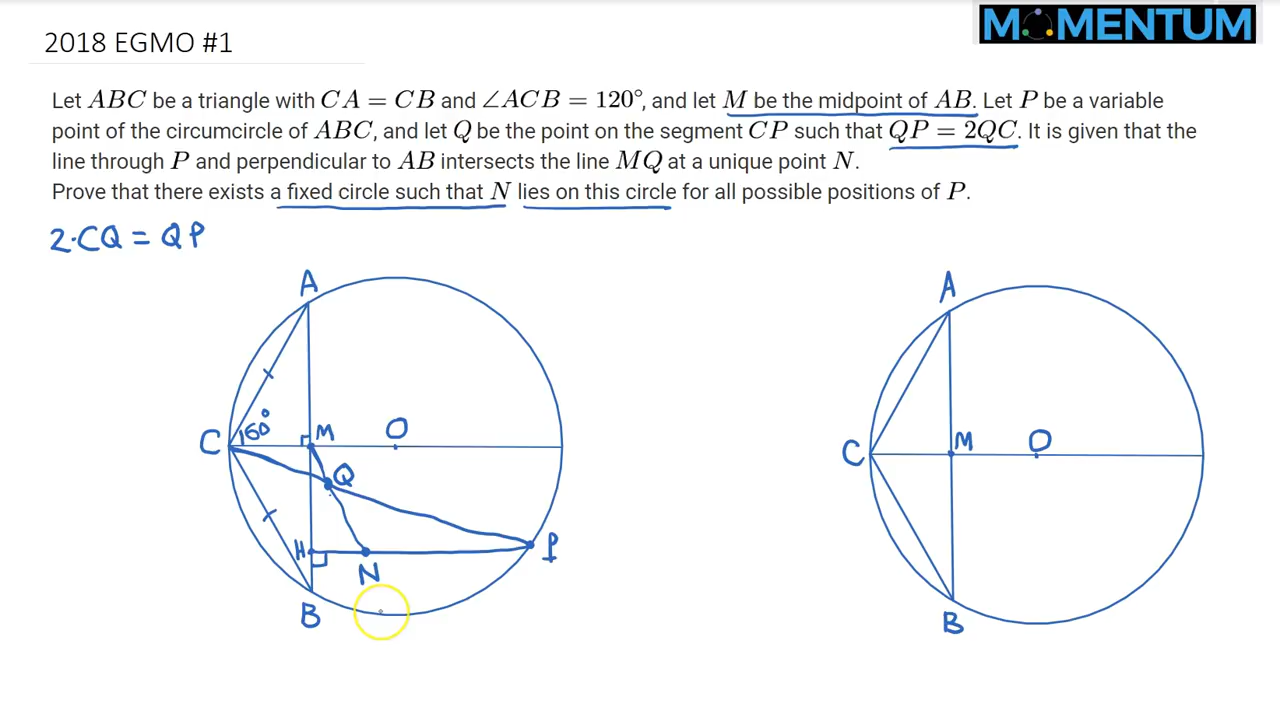 MOMENTUM
2018 EGMO #1
Let ABC be a triangle with CA = CB and ∠ACB = 120°, and let M be the midpoint of AB. Let P be a variable
point of the circumcircle of ABC, and let Q be the point on the segment CP such that QP = 2QC. It is given that the
line through P and perpendicular to AB intersects the line MQ at a unique point N.
Prove that there exists a fixed circle such that N lies on this circle for all possible positions of P.
2·CQ = QP
A
A
C
160°
M
O
C
M
O
Q
H
P
N
B
B